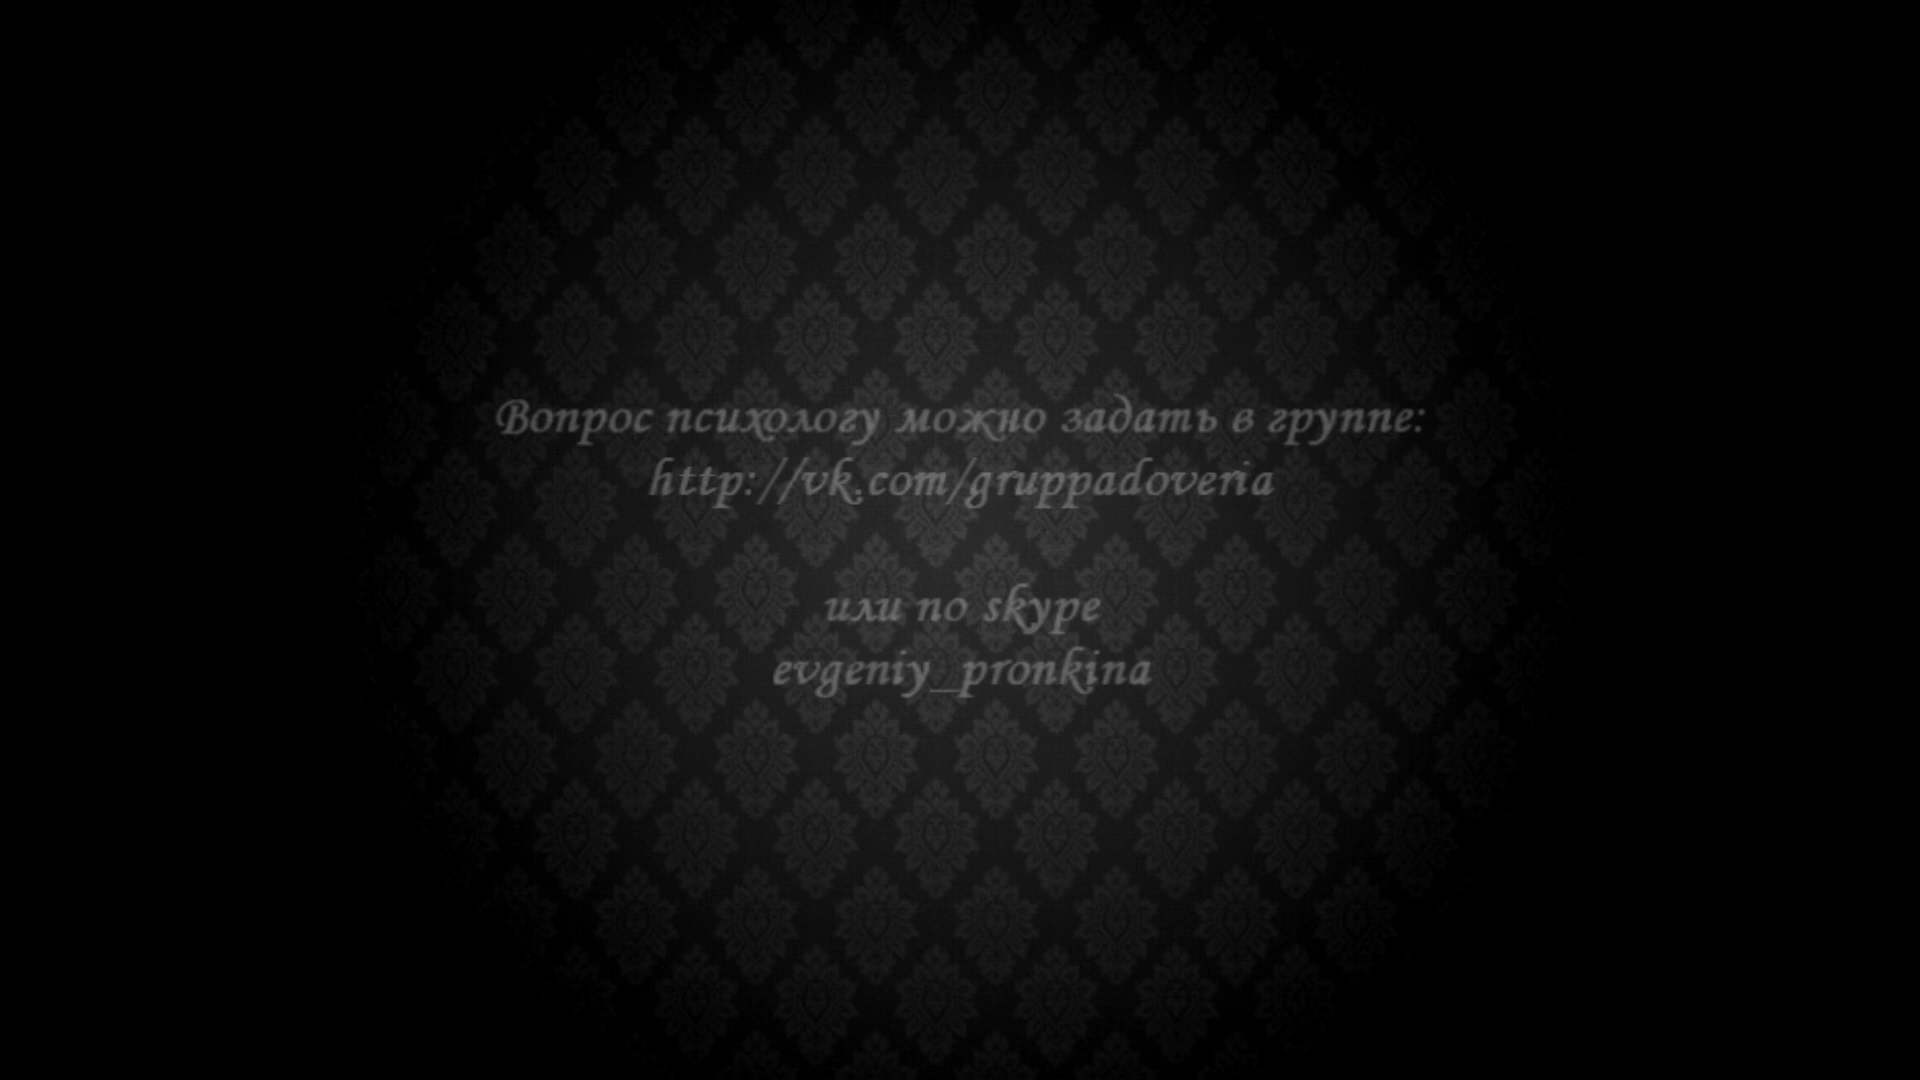 Вопрос психологу можно задать в группе:
http://vk.com/gruppadoveria
или по skype
evgeniy_pronkina